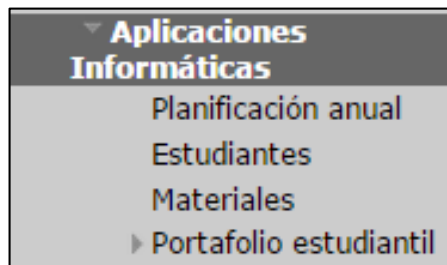 Aplicaciones
Informáticas
Planificación anual
Estudiantes
Materiales
Portafolio estudiantil